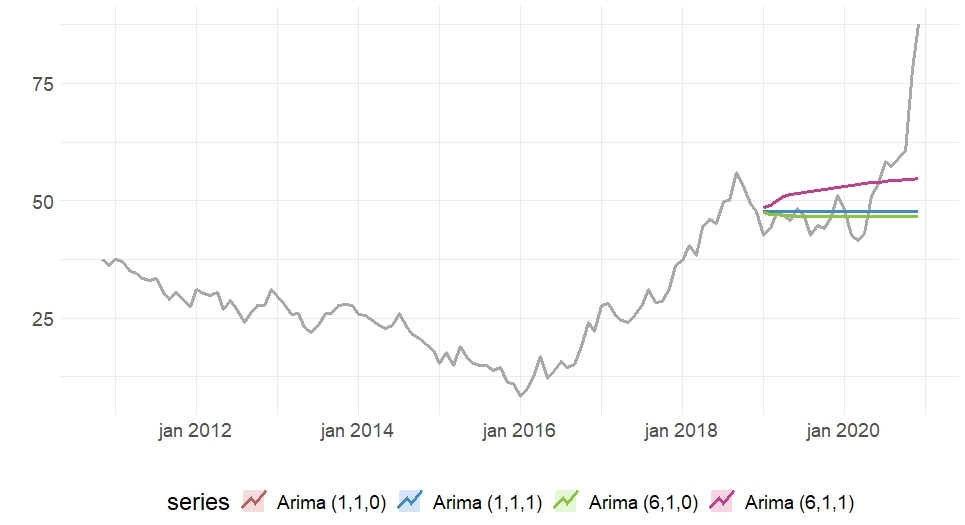 75
50
25
jan 2012 jan 2014 jan 2016 jan 2018 jan 2020
series Arima (1,1,0) Arima (1,1,1) Arima (6,1,0) Arima (6,1,1)